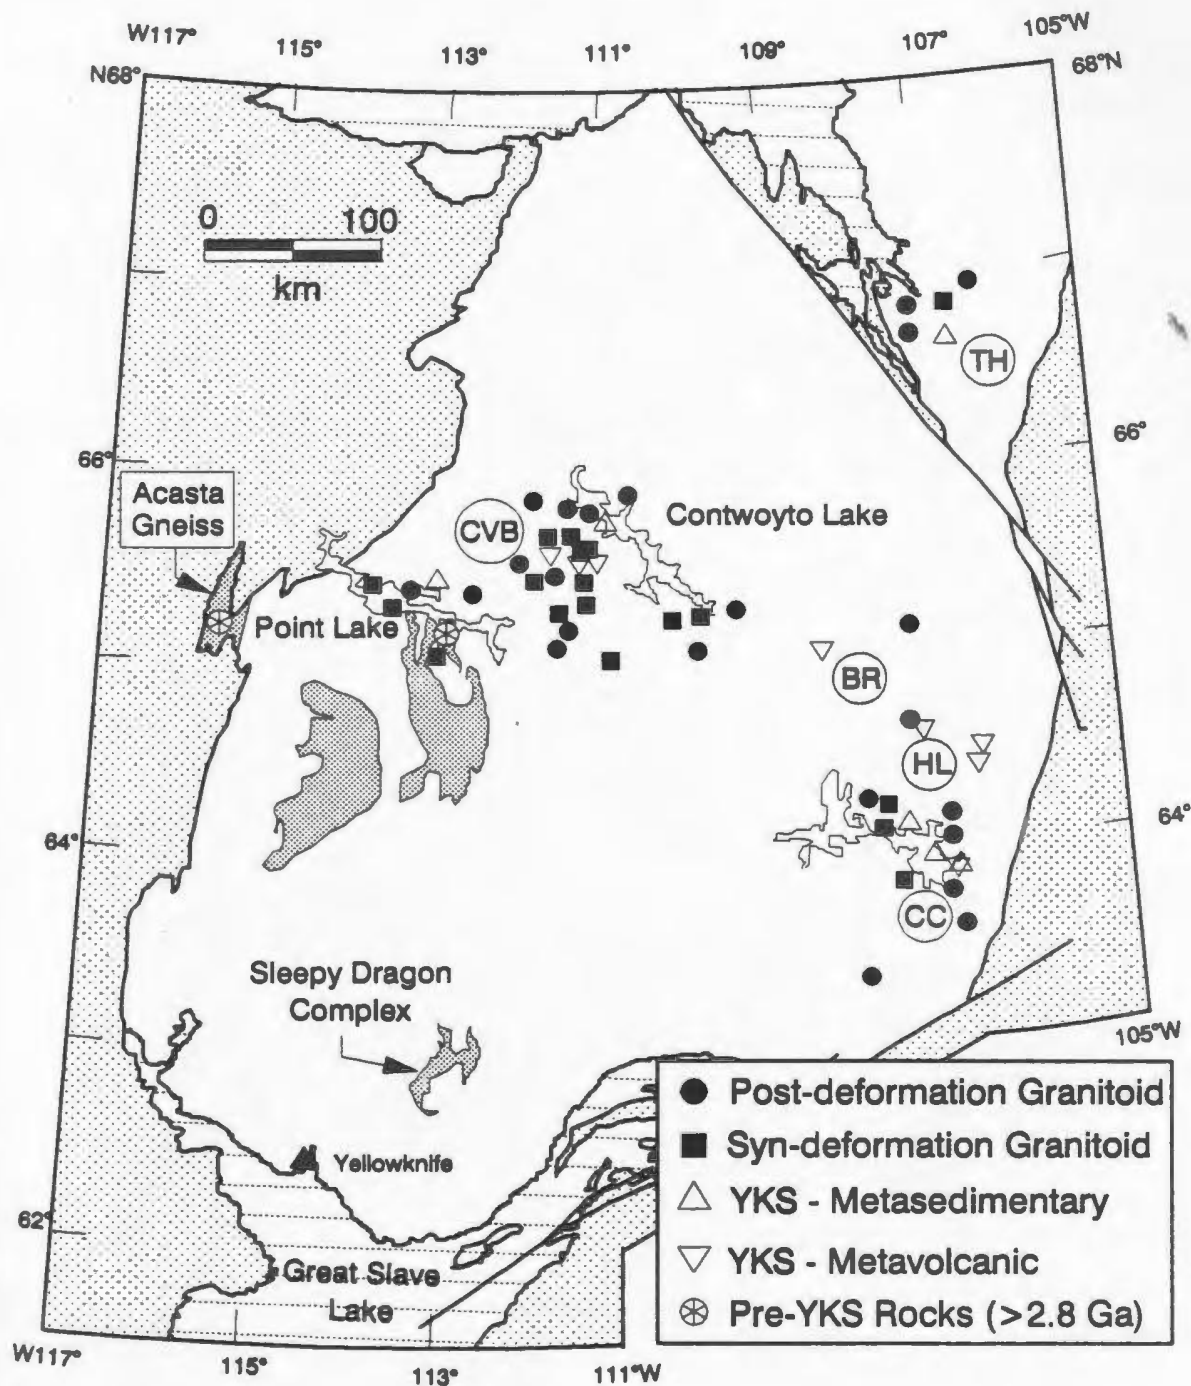 W117° 115° 113° 111° 109° 107° 105°W
N68° 68°N
0 100
km
TH
66° 66°
Acasta
Gneiss
CVB
Contwoyto Lake
Point Lake
BR
HL
64° 64°
CC
Sleepy Dragon
Complex
105°W
Yellowknife
62°
Great Slave
Lake
W117° 115° 113° 111°W
Post-deformation Granitoid
Syn-deformation Granitoid
YKS - Metasedimentary
YKS - Metavolcanic
Pre-YKS Rocks (>2.8 Ga)